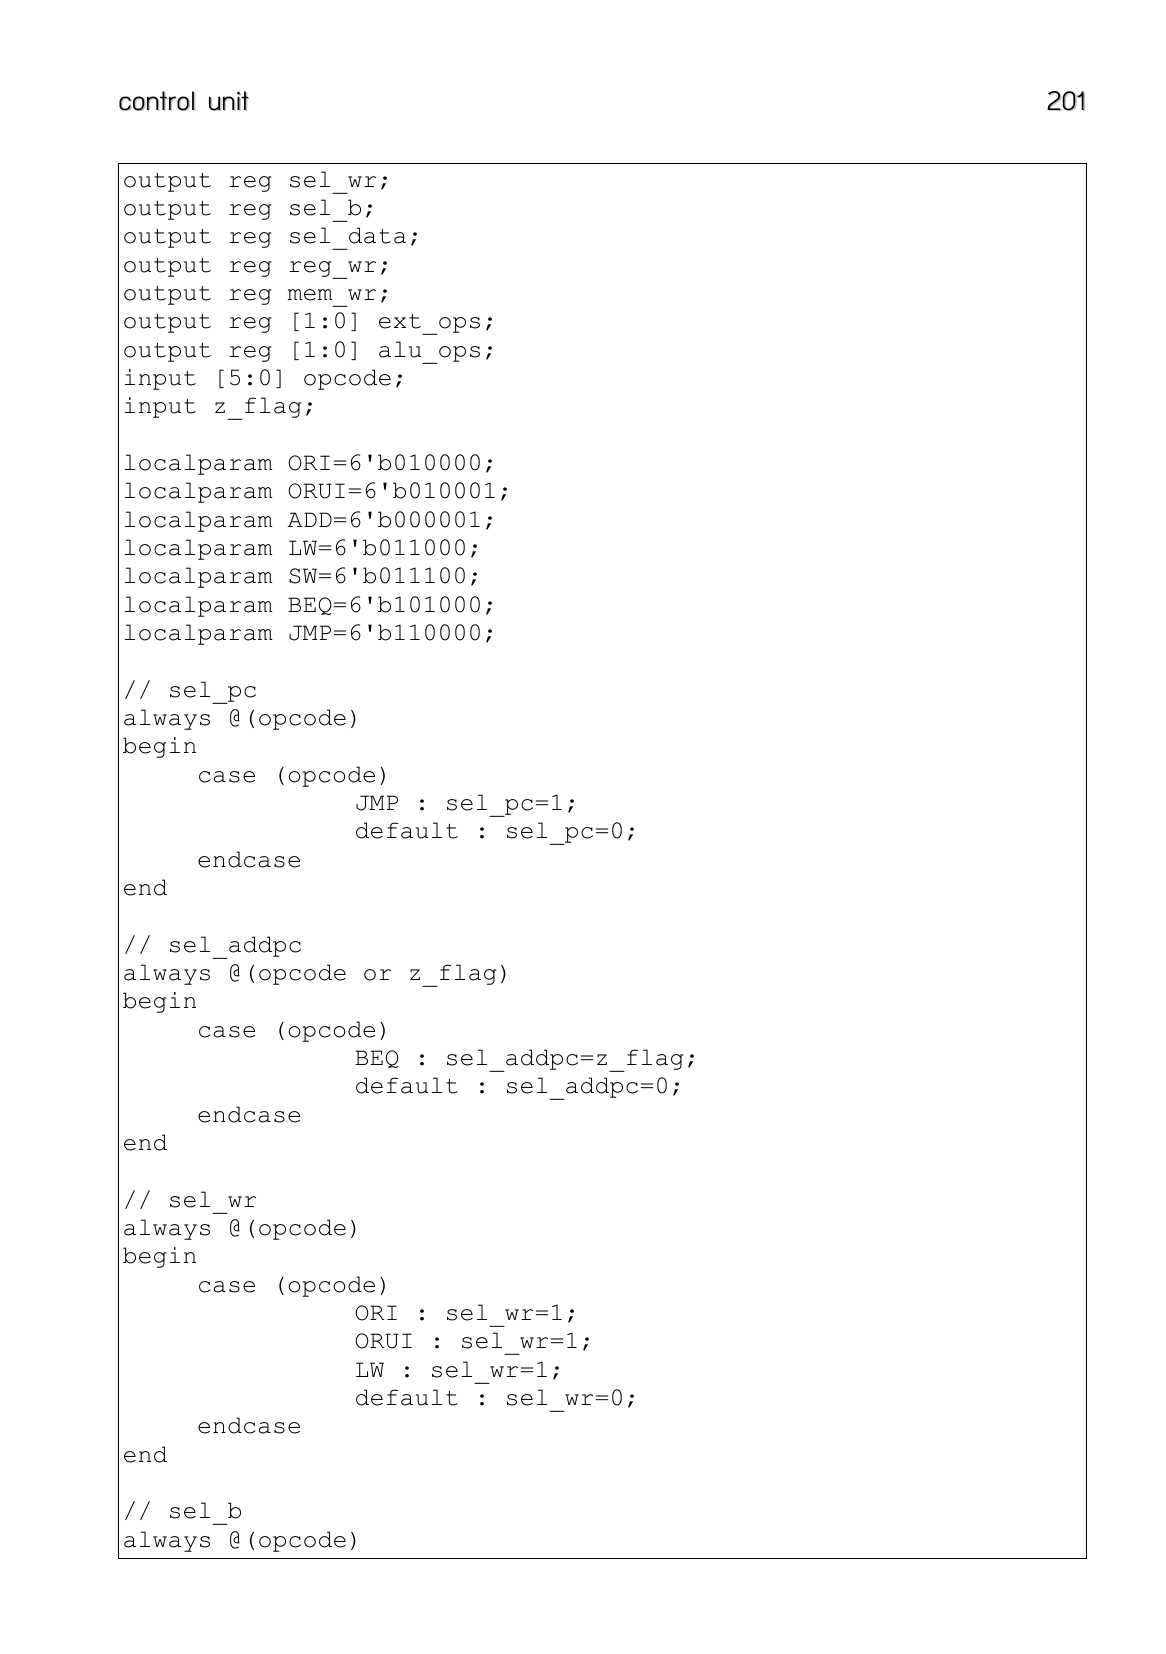 control unit 201
output reg sel_wr;
output reg sel_b;
output reg sel_data;
output reg reg_wr;
output reg mem_wr;
output reg [1:0] ext_ops;
output reg [1:0] alu_ops;
input [5:0] opcode;
input z_flag;
localparam ORI=6'b010000;
localparam ORUI=6'b010001;
localparam ADD=6'b000001;
localparam LW=6'b011000;
localparam SW=6'b011100;
localparam BEQ=6'b101000;
localparam JMP=6'b110000;
// sel_pc
always @(opcode)
begin
case (opcode)
JMP : sel_pc=1;
default : sel_pc=0;
endcase
end
// sel_addpc
always @(opcode or z_flag)
begin
case (opcode)
BEQ : sel_addpc=z_flag;
default : sel_addpc=0;
endcase
end
// sel_wr
always @(opcode)
begin
case (opcode)
ORI : sel_wr=1;
ORUI : sel_wr=1;
LW : sel_wr=1;
default : sel_wr=0;
endcase
end
// sel_b
always @(opcode)